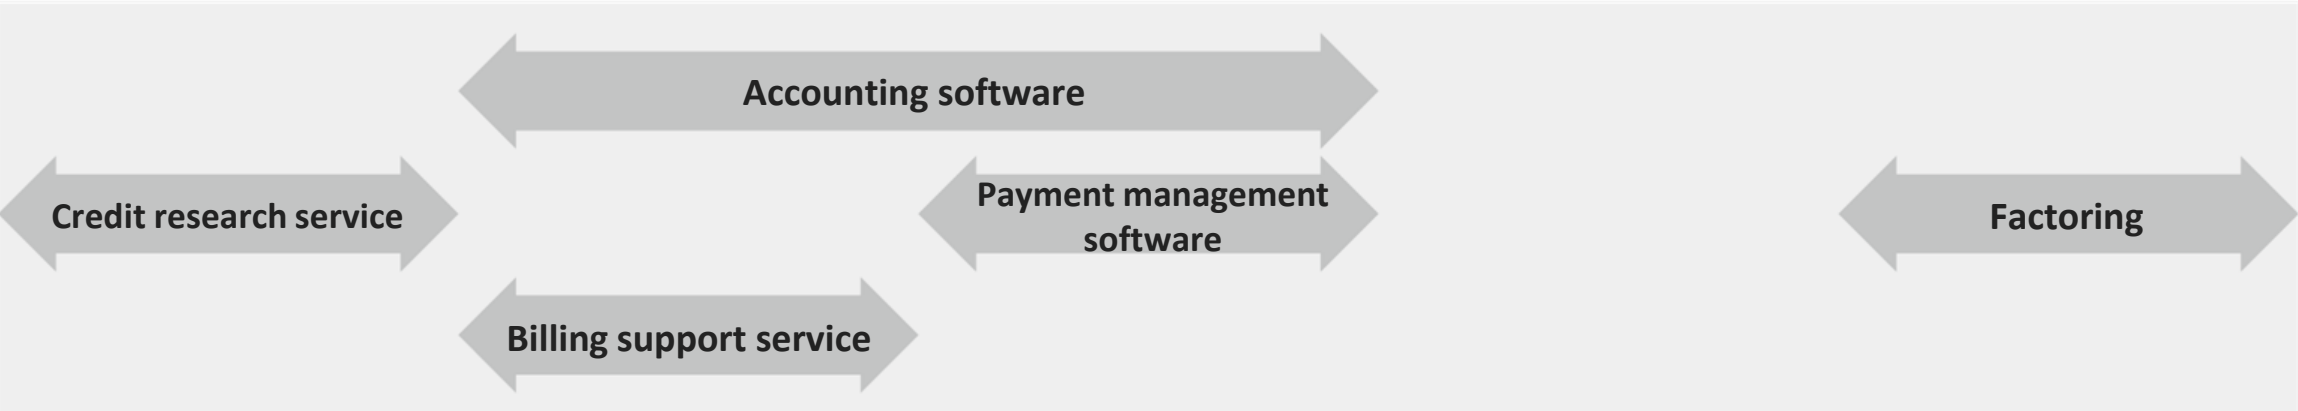 Accounting software
Credit research service
Payment management
software
Factoring
Billing support service